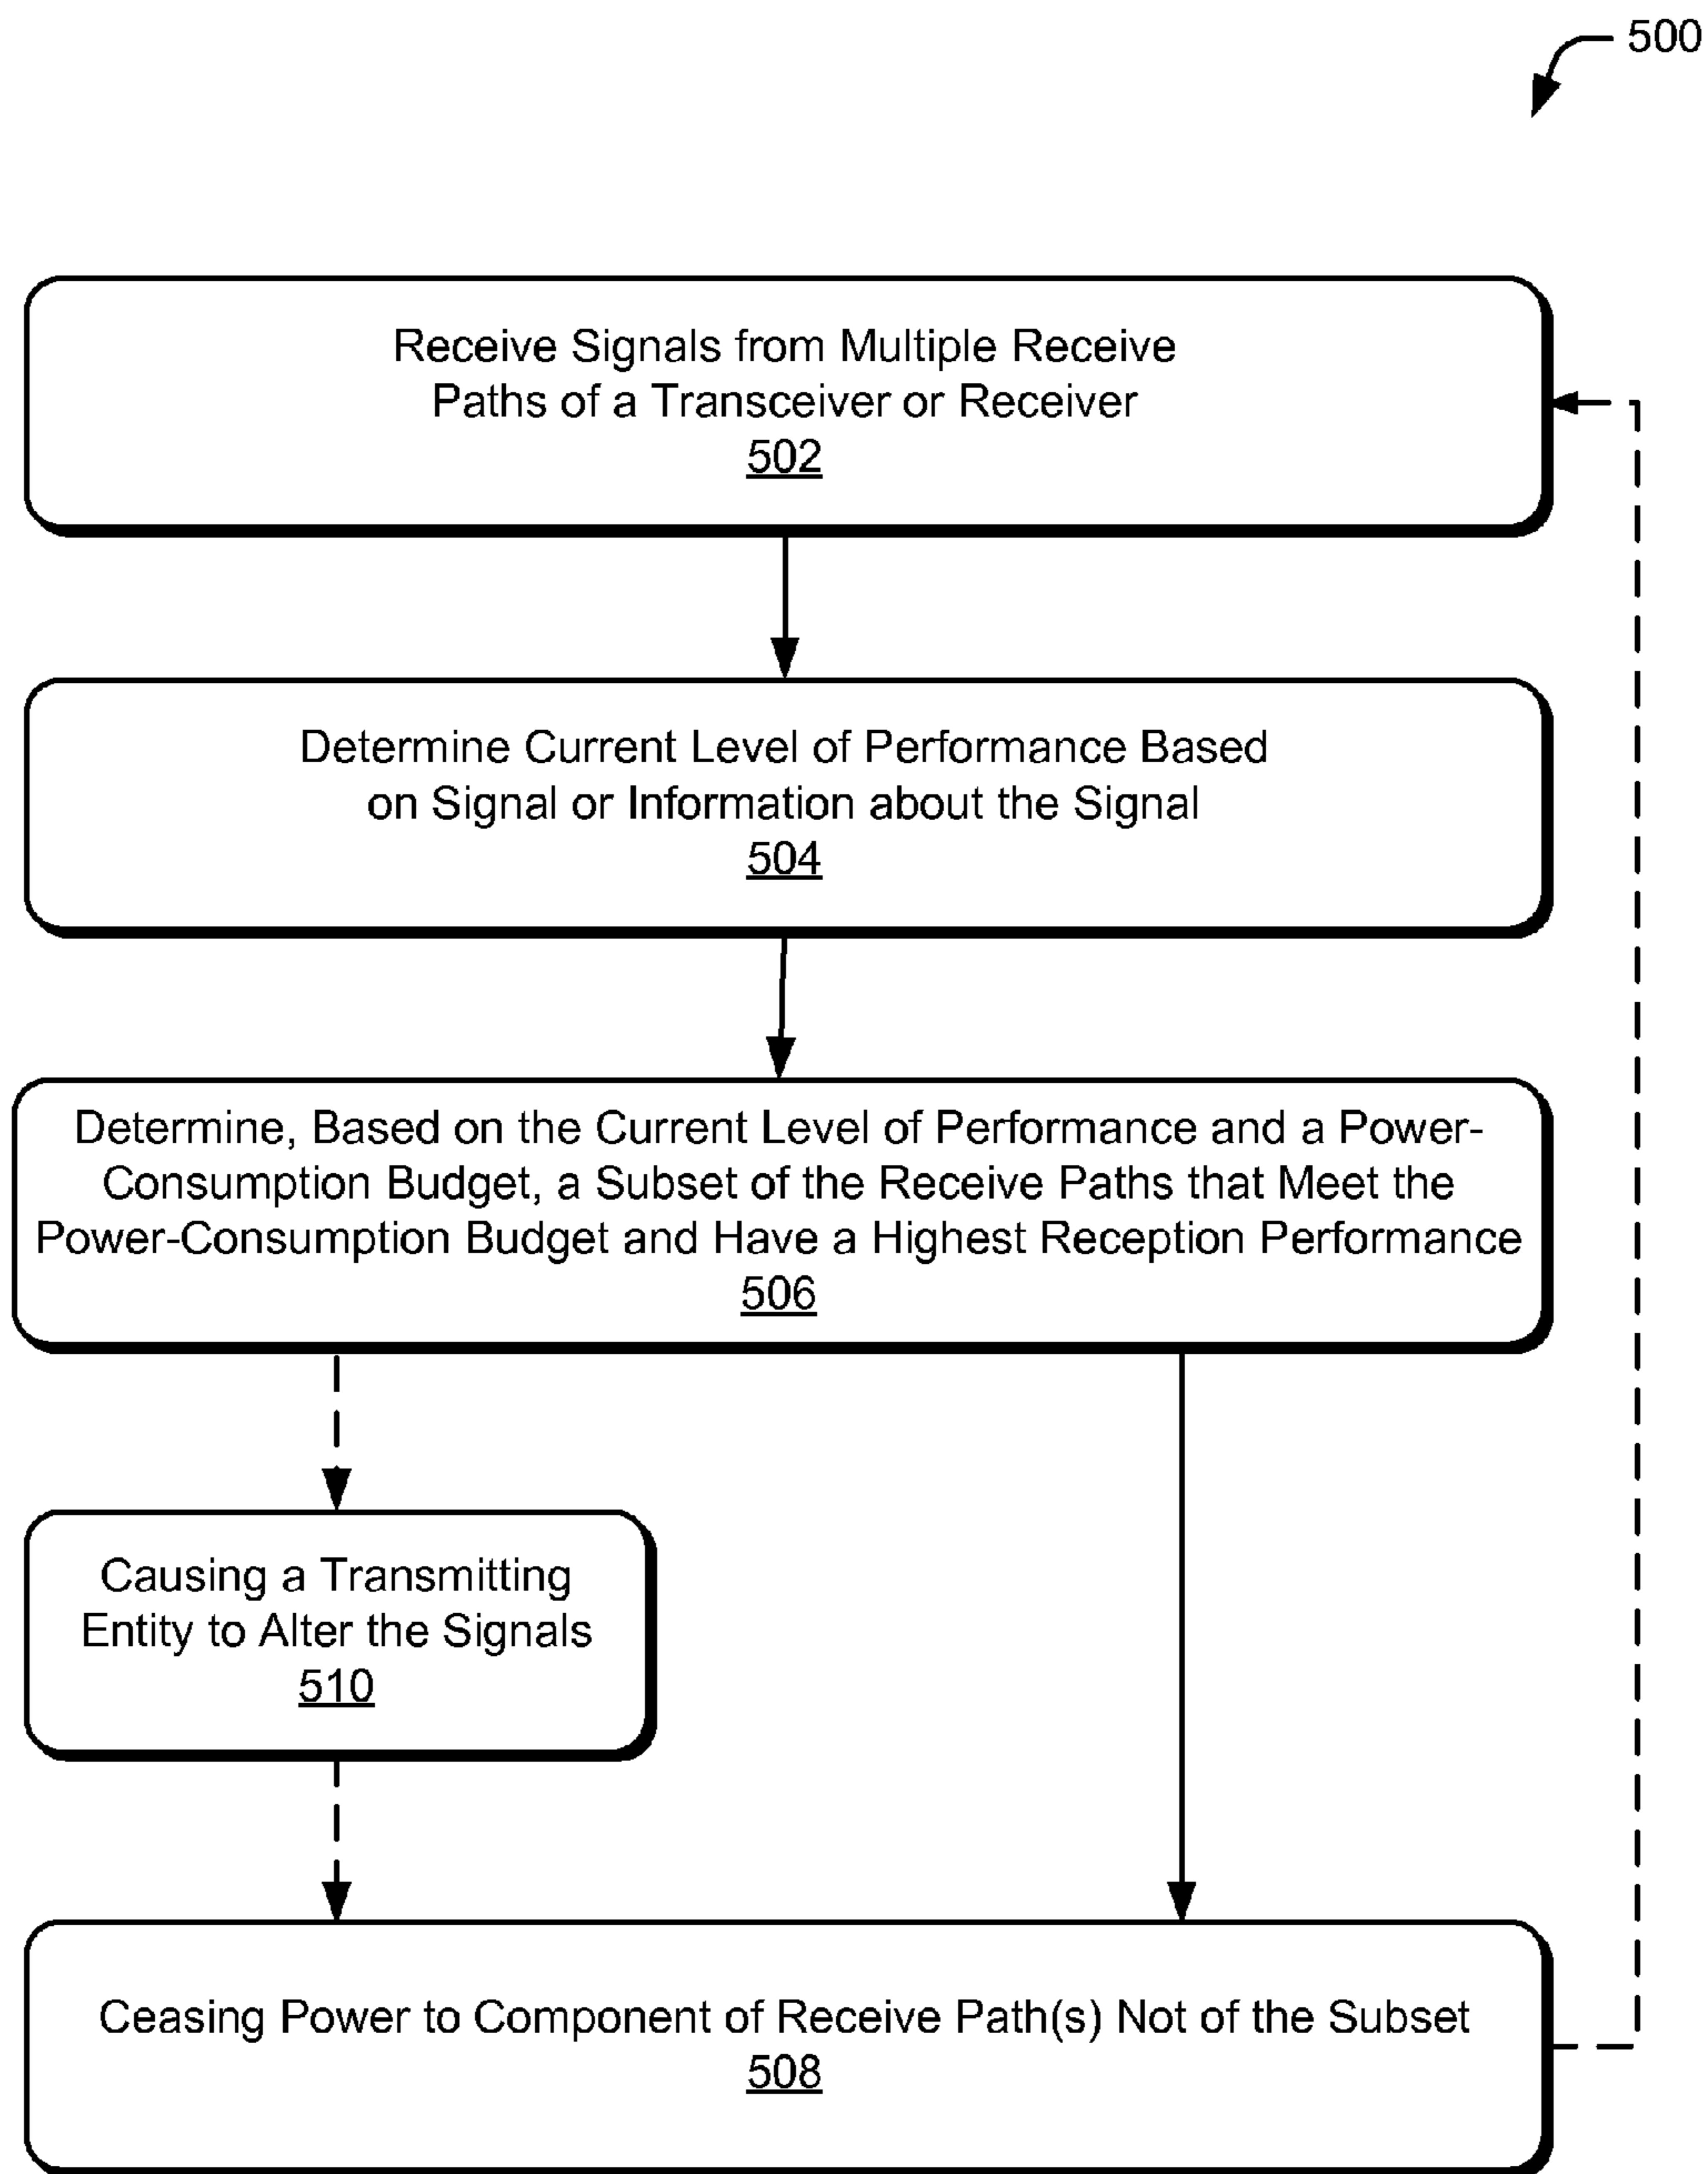 500
Receive Signals from Multiple Receive
Paths of a Transceiver or Receiver
502
Determine Current Level of Performance Based
on Signal or Information about the Signal
504
Determine, Based on the Current Level of Performance and a Power-
Consumption Budget, a Subset of the Receive Paths that Meet the
Power-Consumption Budget and Have a Highest Reception Performance
506
Causing a Transmitting
Entity to Alter the Signals
510
Ceasing Power to Component of Receive Path(s) Not of the Subset
508